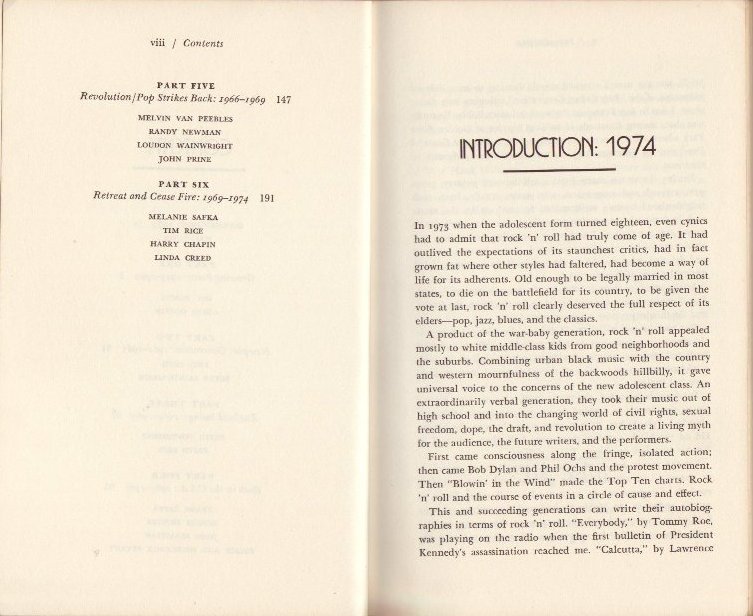 viii / Contents
PART FIVE
Revolution/Pop Strikes Back: 1966–1969 147
MELVIN VAN PEEBLES
RANDY NEWMAN
LOUDON WAINWRIGHT
JOHN PRINE
PART SIX
Retreat and Cease Fire: 1969–1974 191
MELANIE SAFKA
TIM RICE
HARRY CHAPIN
LINDA CREED
INTRODUCTION: 1974
In 1973 when the adolescent form turned eighteen, even cynics
had to admit that rock 'n' roll had truly come of age. It had
outlived the expectations of its staunchest critics, had in fact
grown fat where other styles had faltered, had become a way of
life for its adherents. Old enough to be legally married in most
states, to die on the battlefield for its country, to be given the
vote at last, rock 'n' roll clearly deserved the full respect of its
elders—pop, jazz, blues, and the classics.
A product of the war-baby generation, rock 'n' roll appealed
mostly to white middle-class kids from good neighborhoods and
the suburbs. Combining urban black music with the country
and western mournfulness of the backwoods hillbilly, it gave
universal voice to the concerns of the new adolescent class. An
extraordinarily verbal generation, they took their music out of
high school and into the changing world of civil rights, sexual
freedom, dope, the draft, and revolution to create a living myth
for the audience, the future writers, and the performers.
First came consciousness along the fringe, isolated action;
then came Bob Dylan and Phil Ochs and the protest movement.
Then "Blowin' in the Wind" made the Top Ten charts. Rock
'n' roll and the course of events in a circle of cause and effect.
This and succeeding generations can write their autobiog-
raphies in terms of rock 'n' roll. "Everybody," by Tommy Roe,
was playing on the radio when the first bulletin of President
Kennedy's assassination reached me. "Calcutta," by Lawrence